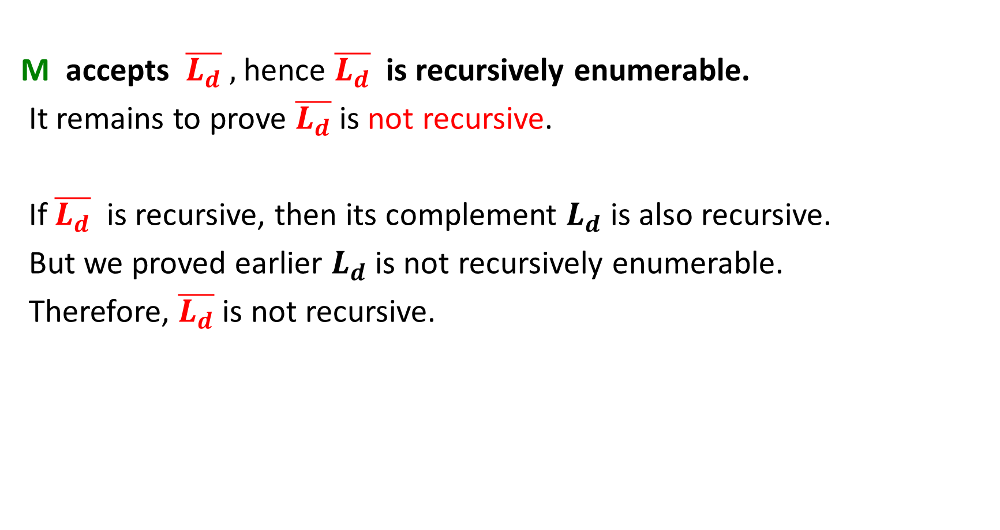 M accepts $\overline{L_d}$ , hence $\overline{L_d}$ is recursively enumerable.
It remains to prove $\overline{L_d}$ is not recursive.
If $\overline{L_d}$ is recursive, then its complement $L_d$ is also recursive.
But we proved earlier $L_d$ is not recursively enumerable.
Therefore, $\overline{L_d}$ is not recursive.